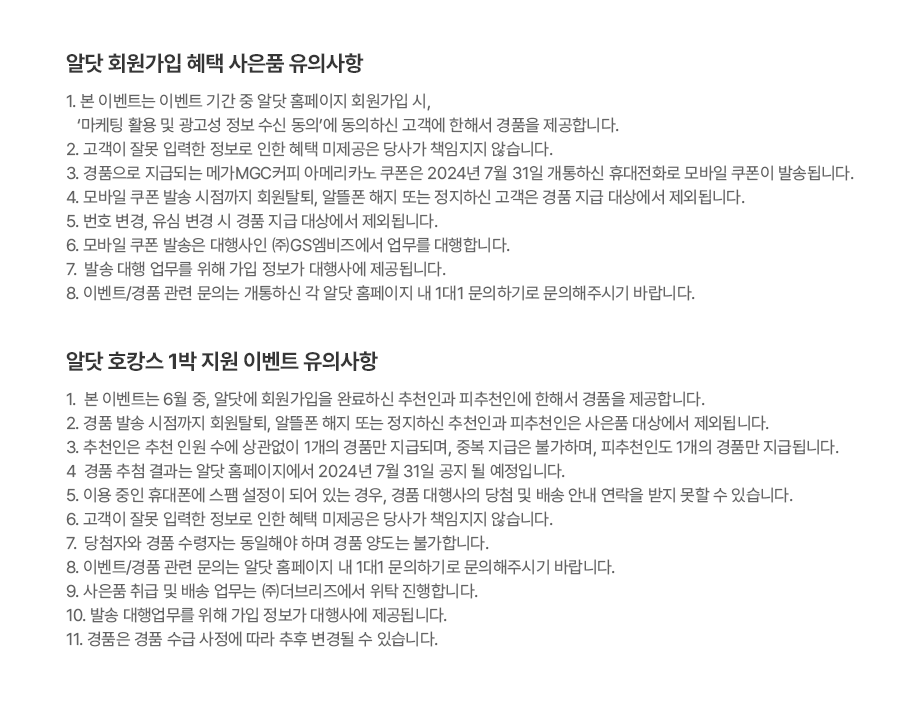 알닷 회원가입 혜택 사은품 유의사항
1. 본 이벤트는 이벤트 기간 중 알닷 홈페이지 회원가입 시,
‘마케팅 활용 및 광고성 정보 수신 동의’에 동의하신 고객에 한해서 경품을 제공합니다.
2. 고객이 잘못 입력한 정보로 인한 혜택 미제공은 당사가 책임지지 않습니다.
3. 경품으로 지급되는 메가MGC커피 아메리카노 쿠폰은 2024년 7월 31일 개통하신 휴대전화로 모바일 쿠폰이 발송됩니다.
4. 모바일 쿠폰 발송 시점까지 회원탈퇴, 알뜰폰 해지 또는 정지하신 고객은 경품 지급 대상에서 제외됩니다.
5. 번호 변경, 유심 변경 시 경품 지급 대상에서 제외됩니다.
6. 모바일 쿠폰 발송은 대행사인 ㈜GS엠비즈에서 업무를 대행합니다.
7. 발송 대행 업무를 위해 가입 정보가 대행사에 제공됩니다.
8. 이벤트/경품 관련 문의는 개통하신 각 알닷 홈페이지 내 1대1 문의하기로 문의해주시기 바랍니다.
알닷 호캉스 1박 지원 이벤트 유의사항
1. 본 이벤트는 6월 중, 알닷에 회원가입을 완료하신 추천인과 피추천인에 한해서 경품을 제공합니다.
2. 경품 발송 시점까지 회원탈퇴, 알뜰폰 해지 또는 정지하신 추천인과 피추천인은 사은품 대상에서 제외됩니다.
3. 추천인은 추천 인원 수에 상관없이 1개의 경품만 지급되며, 중복 지급은 불가하며, 피추천인도 1개의 경품만 지급됩니다.
4 경품 추첨 결과는 알닷 홈페이지에서 2024년 7월 31일 공지 될 예정입니다.
5. 이용 중인 휴대폰에 스팸 설정이 되어 있는 경우, 경품 대행사의 당첨 및 배송 안내 연락을 받지 못할 수 있습니다.
6. 고객이 잘못 입력한 정보로 인한 혜택 미제공은 당사가 책임지지 않습니다.
7. 당첨자와 경품 수령자는 동일해야 하며 경품 양도는 불가합니다.
8. 이벤트/경품 관련 문의는 알닷 홈페이지 내 1대1 문의하기로 문의해주시기 바랍니다.
9. 사은품 취급 및 배송 업무는 ㈜더브리즈에서 위탁 진행합니다.
10. 발송 대행업무를 위해 가입 정보가 대행사에 제공됩니다.
11. 경품은 경품 수급 사정에 따라 추후 변경될 수 있습니다.